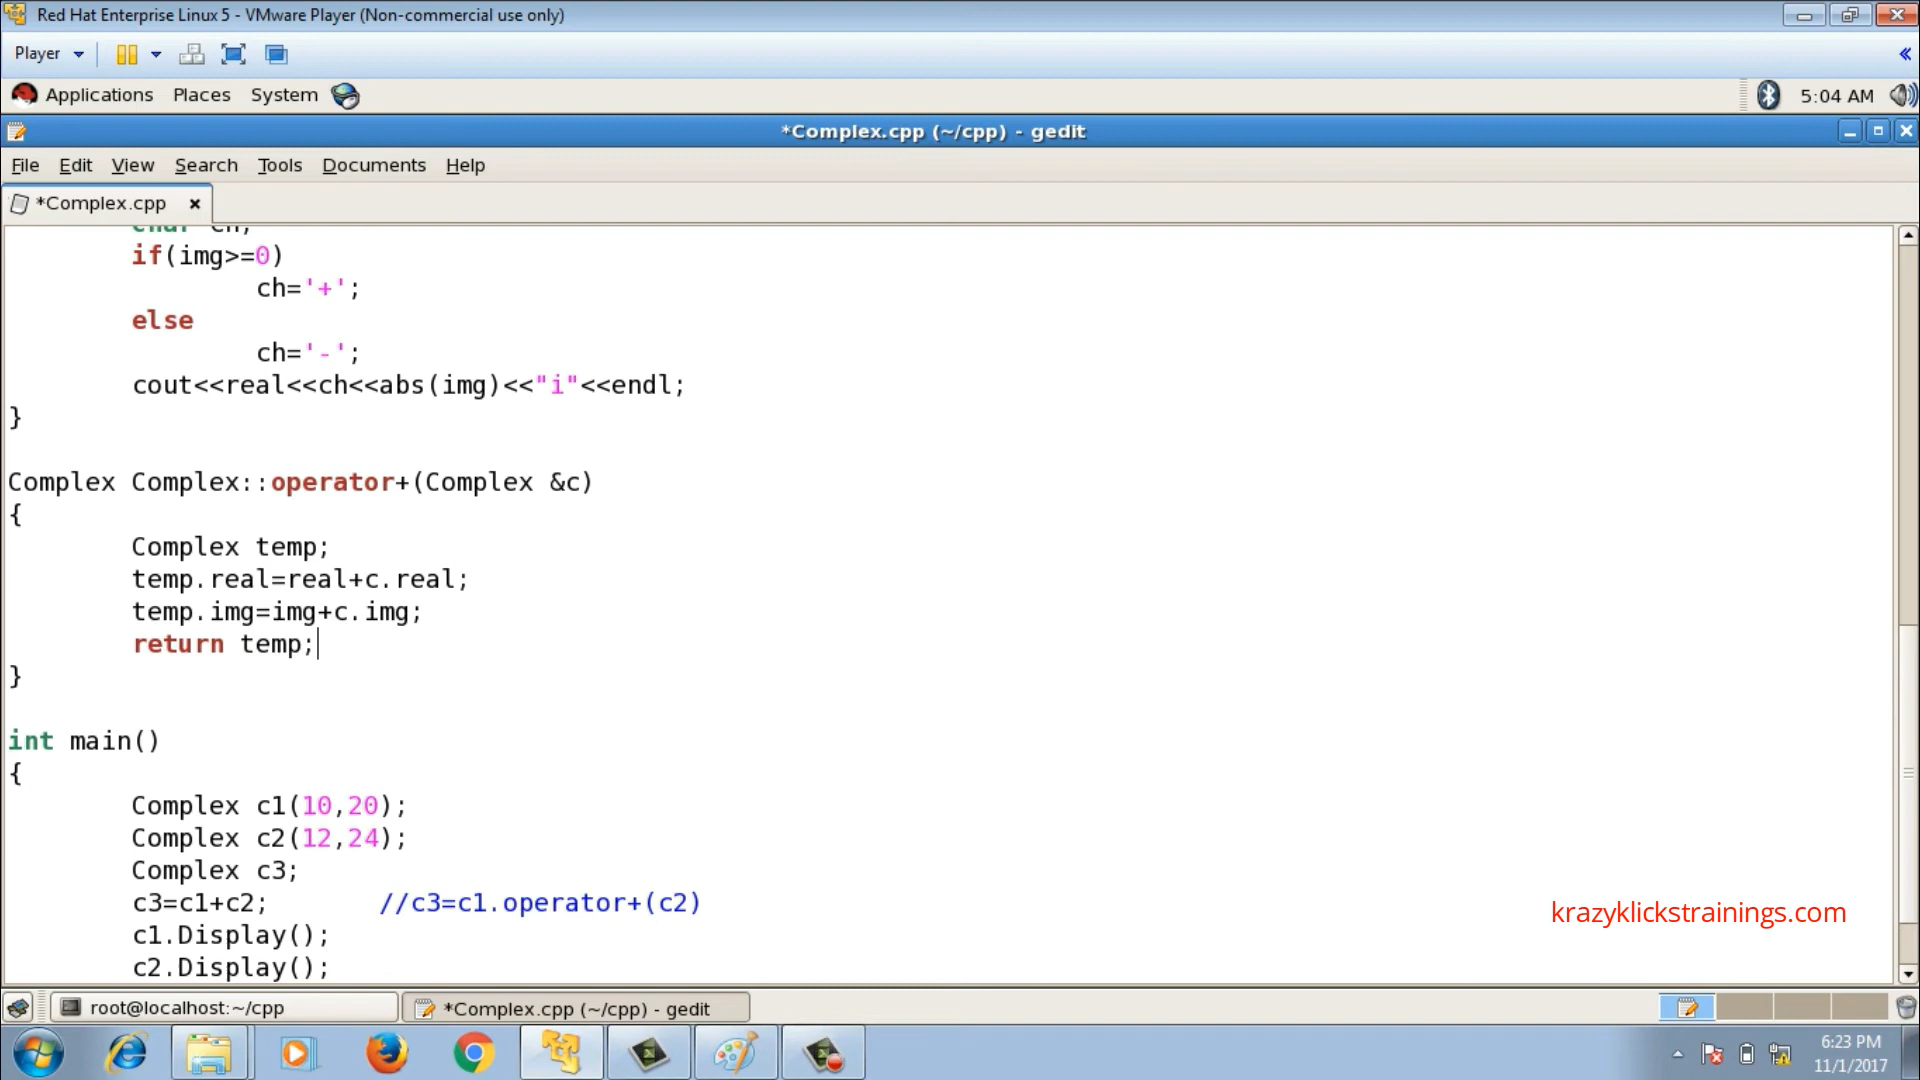 Red Hat Enterprise Linux 5 - VMware Player (Non-commercial use only)
Player
Applications Places System 5:04 AM
*Complex.cpp (~/cpp) - gedit
File Edit View Search Tools Documents Help
*Complex.cpp
char ch;
if(img>=0)
ch='+';
else
ch='-';
cout<<real<<ch<<abs(img)<<"i"<<endl;
}
Complex Complex::operator+(Complex &c)
{
Complex temp;
temp.real=real+c.real;
temp.img=img+c.img;
return temp;
}
int main()
{
Complex c1(10,20);
Complex c2(12,24);
Complex c3;
c3=c1+c2; //c3=c1.operator+(c2)
c1.Display();
c2.Display();
krazyklickstrainings.com
root@localhost:~/cpp
*Complex.cpp (~/cpp) - gedit
6:23 PM
11/1/2017